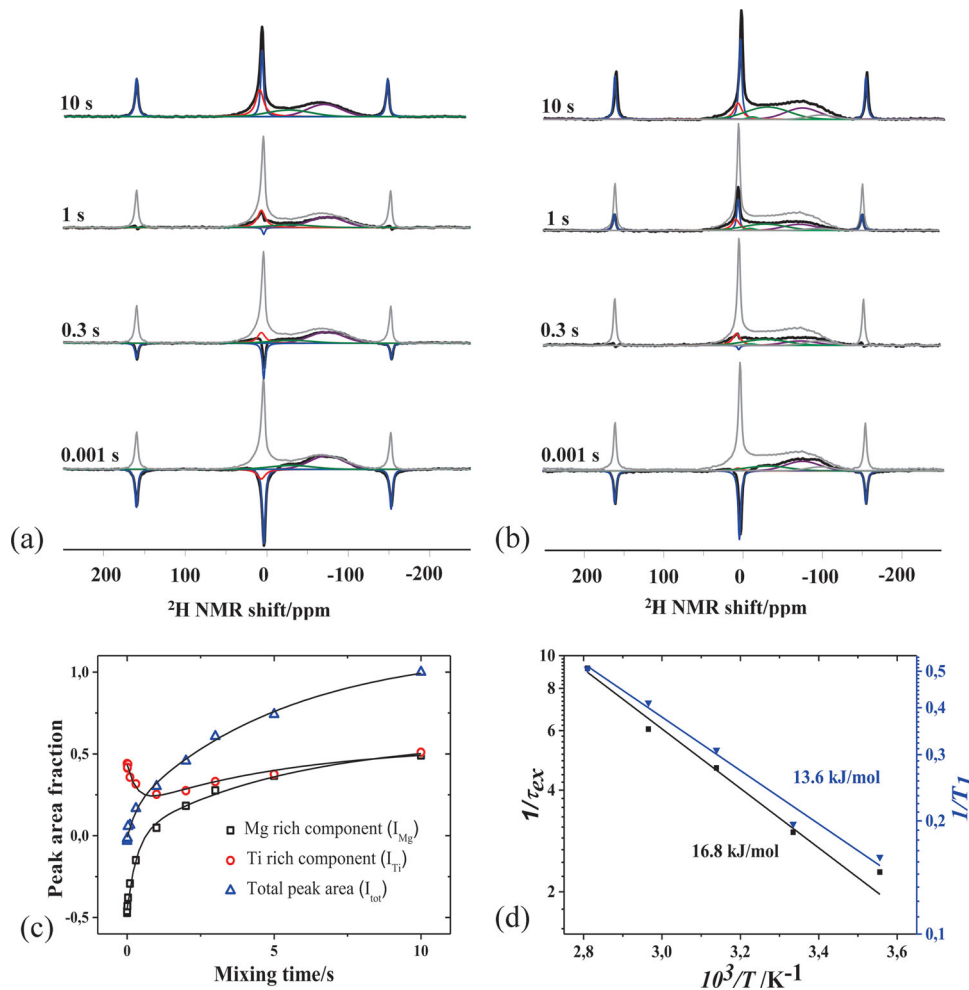 10 s
1 s
0.3 s
0.001 s
(a)
200 100 0 -100 -200
²H NMR shift/ppm
10 s
1 s
0.3 s
0.001 s
(b)
200 100 0 -100 -200
²H NMR shift/ppm
1,0
0,5
0,0
-0,5
Peak area fraction
Mg rich component (I_Mg)
Ti rich component (I_Ti)
Total peak area (I_tot)
(c)
0 5 10
Mixing time/s
10
8
6
4
2
1/τ_ex
0,5
0,4
0,3
0,2
0,1
1/T₁
13.6 kJ/mol
16.8 kJ/mol
(d)
2,8 3,0 3,2 3,4 3,6
10³/T /K⁻¹